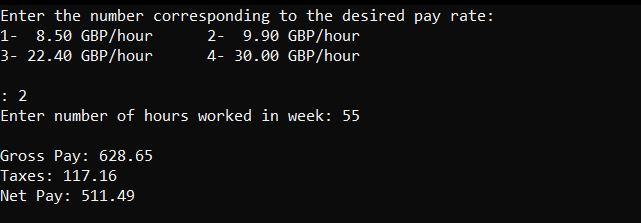 Enter the number corresponding to the desired pay rate:
1-  8.50 GBP/hour      2-  9.90 GBP/hour
3- 22.40 GBP/hour      4- 30.00 GBP/hour
: 2
Enter number of hours worked in week: 55
Gross Pay: 628.65
Taxes: 117.16
Net Pay: 511.49